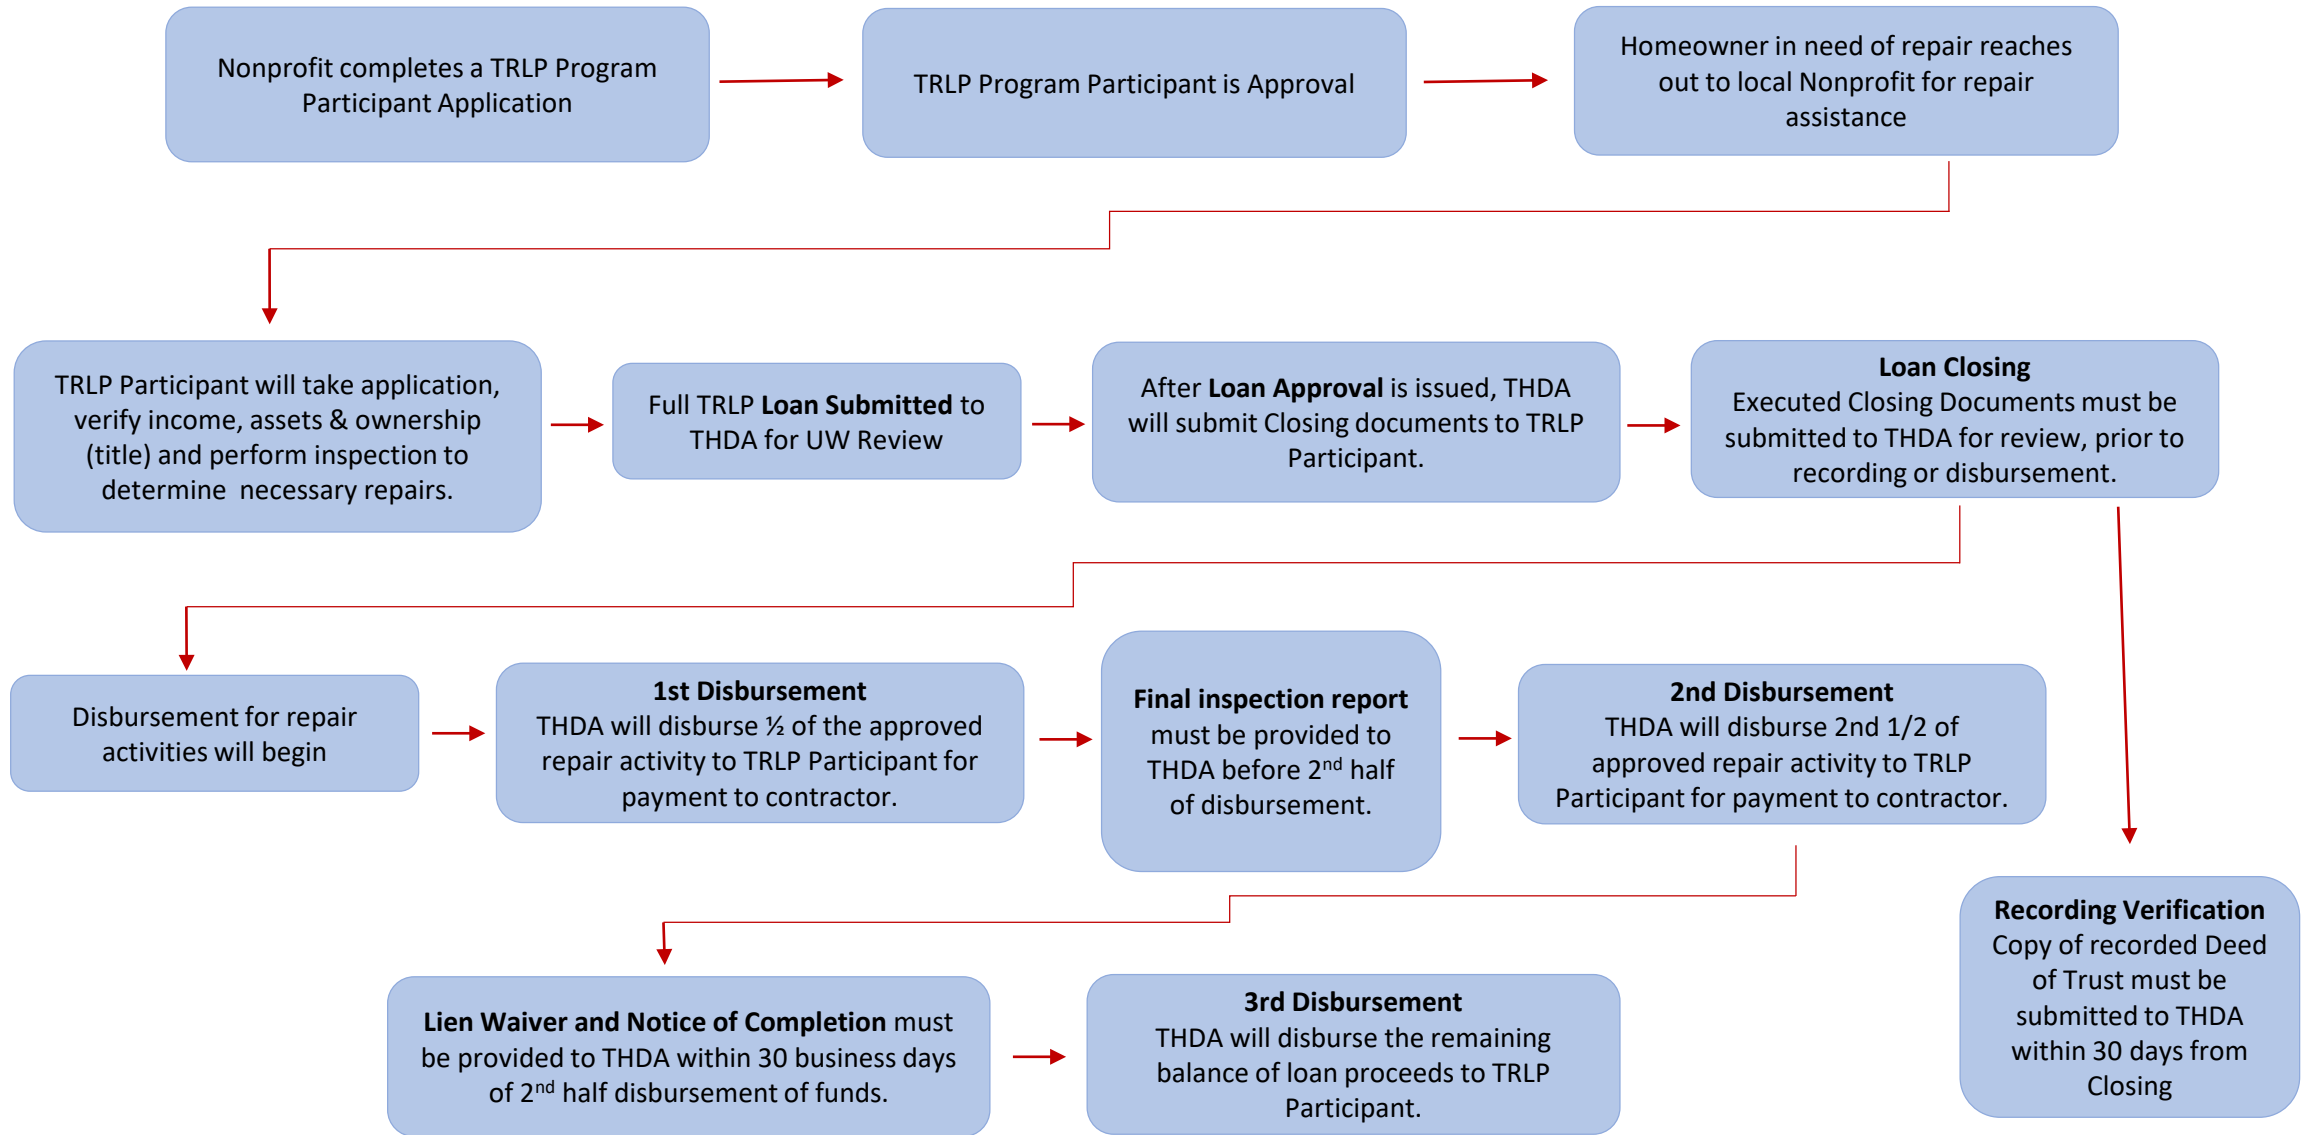 Nonprofit completes a TRLP Program
Participant Application
TRLP Program Participant is Approval
Homeowner in need of repair reaches
out to local Nonprofit for repair
assistance
TRLP Participant will take application,
verify income, assets & ownership
(title) and perform inspection to
determine necessary repairs.
Full TRLP Loan Submitted to
THDA for UW Review
After Loan Approval is issued, THDA
will submit Closing documents to TRLP
Participant.
Loan Closing
Executed Closing Documents must be
submitted to THDA for review, prior to
recording or disbursement.
Disbursement for repair
activities will begin
1st Disbursement
THDA will disburse ½ of the approved
repair activity to TRLP Participant for
payment to contractor.
Final inspection report
must be provided to
THDA before 2nd half
of disbursement.
2nd Disbursement
THDA will disburse 2nd 1/2 of
approved repair activity to TRLP
Participant for payment to contractor.
Recording Verification
Copy of recorded Deed
of Trust must be
submitted to THDA
within 30 days from
Closing
Lien Waiver and Notice of Completion must
be provided to THDA within 30 business days
of 2nd half disbursement of funds.
3rd Disbursement
THDA will disburse the remaining
balance of loan proceeds to TRLP
Participant.